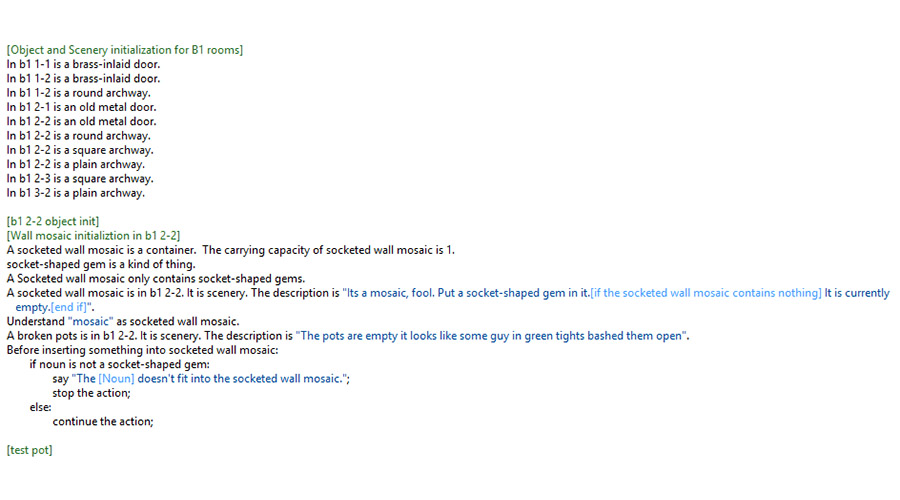 [Object and Scenery initialization for B1 rooms]
In b1 1-1 is a brass-inlaid door.
In b1 1-2 is a brass-inlaid door.
In b1 1-2 is a round archway.
In b1 2-1 is an old metal door.
In b1 2-2 is an old metal door.
In b1 2-2 is a round archway.
In b1 2-2 is a square archway.
In b1 2-2 is a plain archway.
In b1 2-3 is a square archway.
In b1 3-2 is a plain archway.
[b1 2-2 object init]
[Wall mosaic initializtion in b1 2-2]
A socketed wall mosaic is a container.  The carrying capacity of socketed wall mosaic is 1.
socket-shaped gem is a kind of thing.
A Socketed wall mosaic only contains socket-shaped gems.
A socketed wall mosaic is in b1 2-2. It is scenery. The description is "Its a mosaic, fool. Put a socket-shaped gem in it.[if the socketed wall mosaic contains nothing] It is currently
empty.[end if]".
Understand "mosaic" as socketed wall mosaic.
A broken pots is in b1 2-2. It is scenery. The description is "The pots are empty it looks like some guy in green tights bashed them open".
Before inserting something into socketed wall mosaic:
if noun is not a socket-shaped gem:
say "The [Noun] doesn't fit into the socketed wall mosaic.";
stop the action;
else:
continue the action;
[test pot]